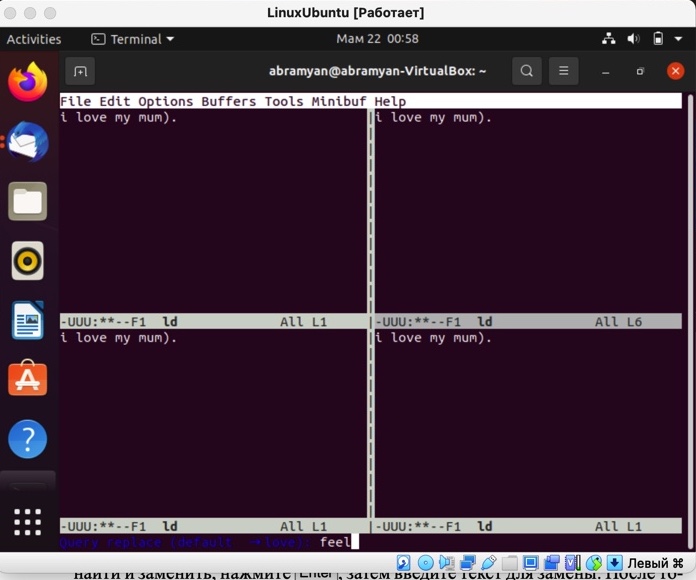 LinuxUbuntu [Работает]
Activities Terminal Мам 22 00:58
abramyan@abramyan-VirtualBox: ~
File Edit Options Buffers Tools Minibuf Help
i love my mum). i love my mum).
-UUU:**--F1 ld All L1 -UUU:**--F1 ld All L6
i love my mum). i love my mum).
-UUU:**--F1 ld All L1 -UUU:**--F1 ld All L1
Query replace (default → love): feel
Левый ⌘
найти и заменить, нажмите Enter, затем введите текст для замены. После то-